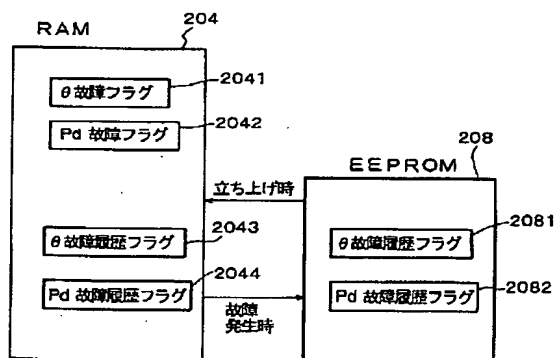 RAM
204
θ故障フラグ
2041
Pd 故障フラグ
2042
208
EEPROM
立ち上げ時
θ故障履歴フラグ
2043
θ故障履歴フラグ
2081
Pd 故障履歴フラグ
2044
Pd 故障履歴フラグ
2082
故障
発生時